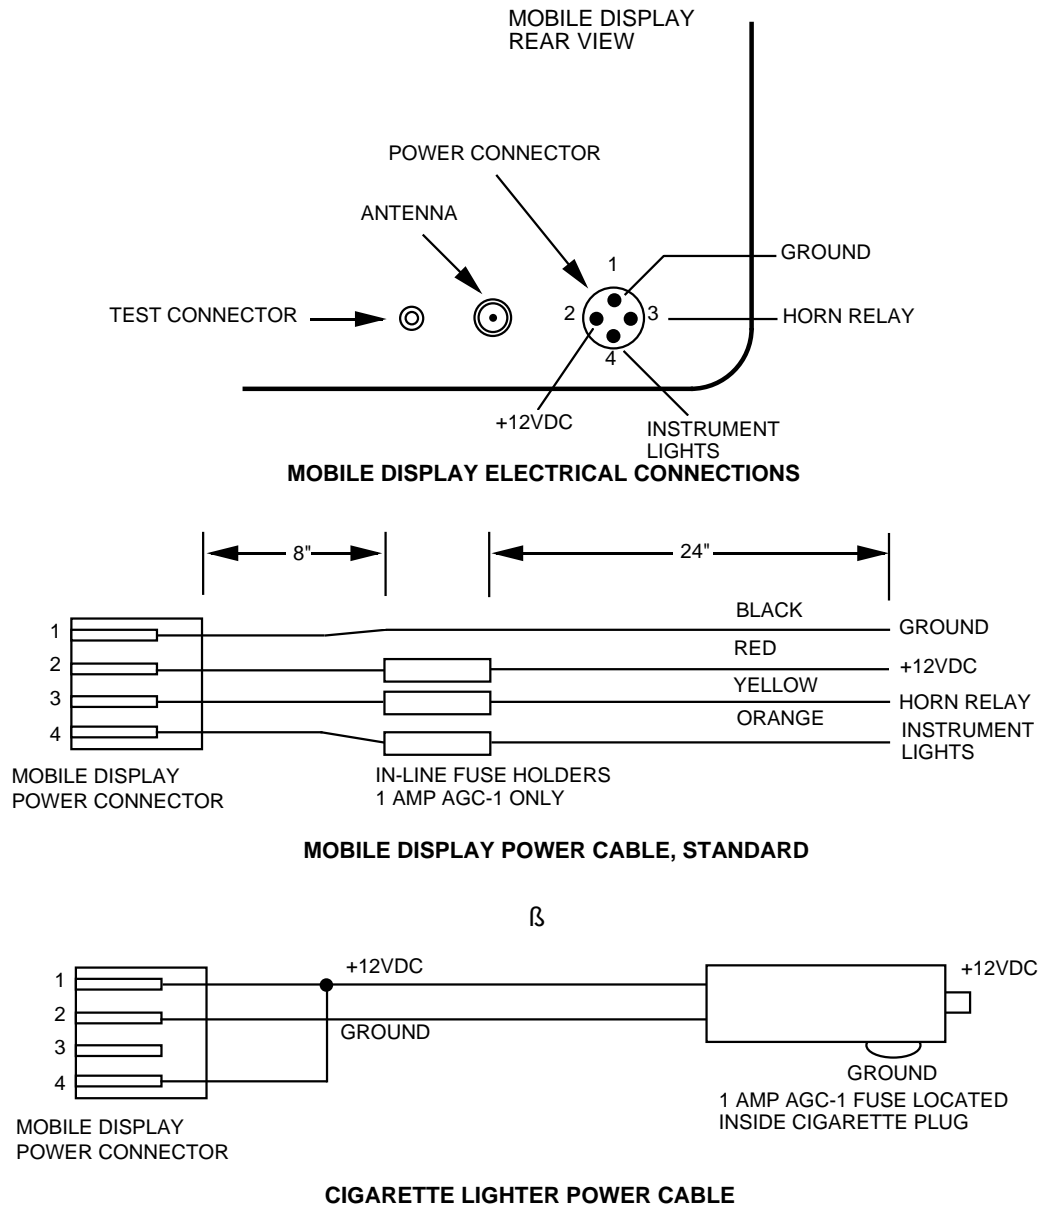 MOBILE DISPLAY
REAR VIEW
POWER CONNECTOR
ANTENNA
GROUND
1
TEST CONNECTOR
2
3
HORN RELAY
4
+12VDC
INSTRUMENT
LIGHTS
MOBILE DISPLAY ELECTRICAL CONNECTIONS
8"
24"
BLACK
1
GROUND
RED
2
+12VDC
YELLOW
3
HORN RELAY
ORANGE
4
INSTRUMENT
LIGHTS
MOBILE DISPLAY
POWER CONNECTOR
IN-LINE FUSE HOLDERS
1 AMP AGC-1 ONLY
MOBILE DISPLAY POWER CABLE, STANDARD
ß
1
+12VDC
+12VDC
2
GROUND
3
4
GROUND
1 AMP AGC-1 FUSE LOCATED
INSIDE CIGARETTE PLUG
MOBILE DISPLAY
POWER CONNECTOR
CIGARETTE LIGHTER POWER CABLE